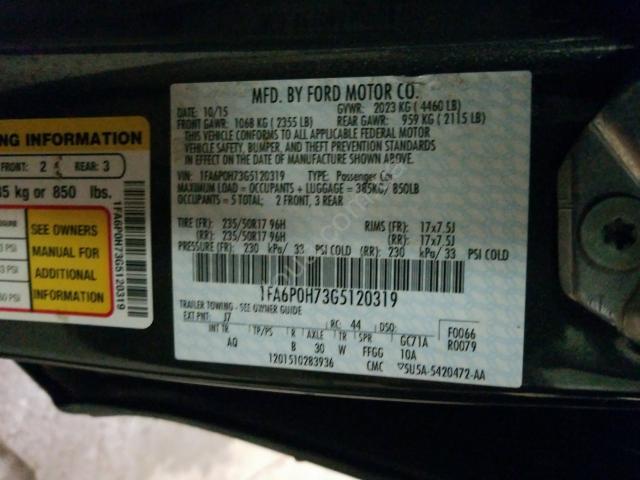 MFD. BY FORD MOTOR CO.
DATE: 10/15 GVWR: 2023 KG ( 4460 LB)
FRONT GAWR: 1068 KG ( 2355 LB) REAR GAWR: 959 KG ( 2115 LB)
THIS VEHICLE CONFORMS TO ALL APPLICABLE FEDERAL MOTOR
VEHICLE SAFETY, BUMPER, AND THEFT PREVENTION STANDARDS
IN EFFECT ON THE DATE OF MANUFACTURE SHOWN ABOVE.
VIN: 1FA6P0H73G5120319 TYPE: Passenger Car
MAXIMUM LOAD = OCCUPANTS + LUGGAGE = 385KG/ 850LB
OCCUPANTS = 5 TOTAL: 2 FRONT, 3 REAR
TIRE (FR): 235/50R17 96H RIMS (FR): 17x7.5J
(RR): 235/50R17 96H (RR): 17x7.5J
PRESSURE (FR): 230 kPa/ 33 PSI COLD (RR): 230 kPa/ 33 PSI COLD
1FA6P0H73G5120319
TRAILER TOWING - SEE OWNER GUIDE
EXT PNT: J7 RC: 44 DSO: F0066
INT TR TP/PS R AXLE TR SPR GC71A R0079
AQ B 30 W FFGG 10A
1201510283936 CMC 5U5A-5420472-AA
NG INFORMATION
FRONT: 2 REAR: 3
85 kg or 850 lbs.
SEE OWNERS
MANUAL FOR
ADDITIONAL
INFORMATION
PSI
PSI
60 PSI
1FA6P0H73G5120319